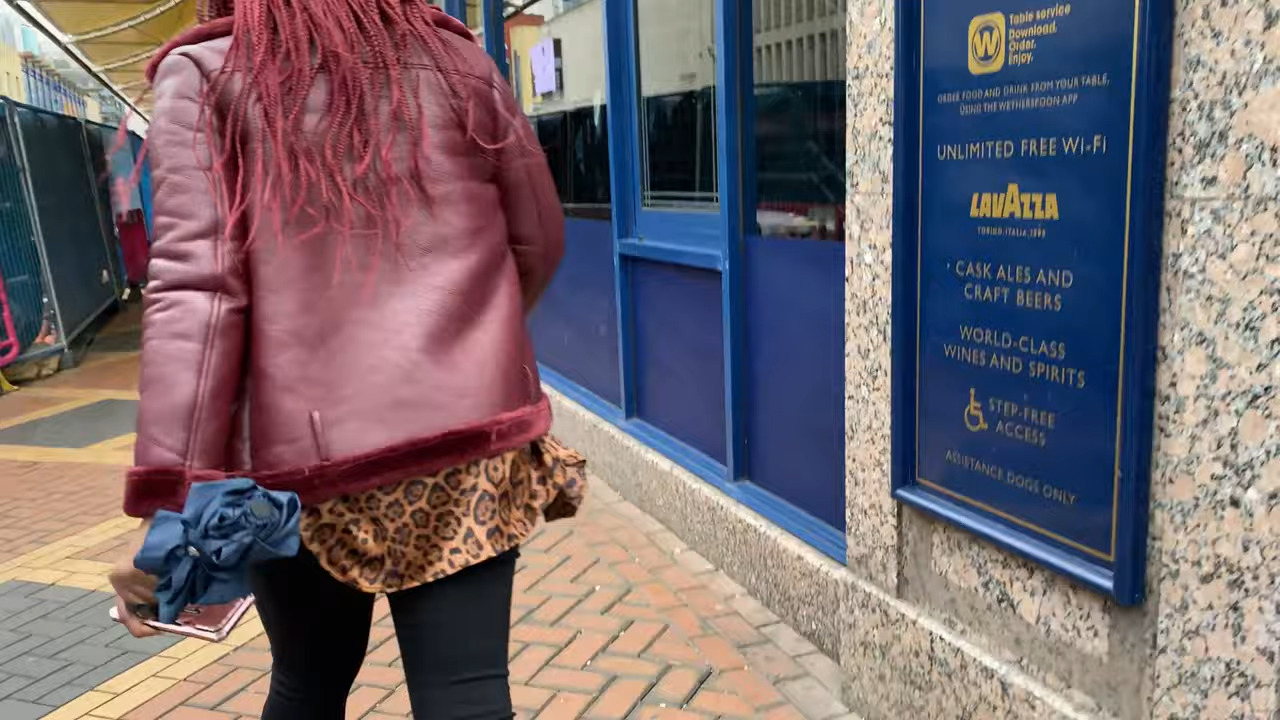 W
Table service
Download.
Order.
Enjoy.
ORDER FOOD AND DRINK FROM YOUR TABLE,
USING THE WETHERSPOON APP
UNLIMITED FREE Wi-Fi
LAVAZZA
TORINO, ITALIA, 1895
CASK ALES AND
CRAFT BEERS
WORLD-CLASS
WINES AND SPIRITS
STEP-FREE
ACCESS
ASSISTANCE DOGS ONLY